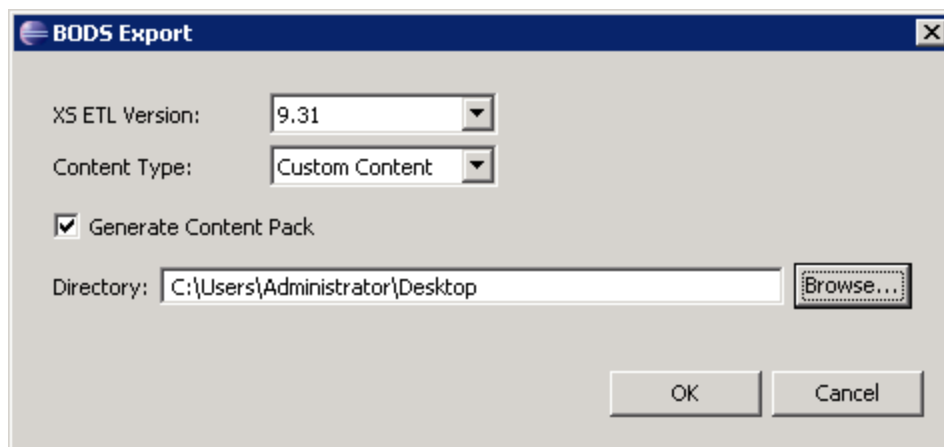 BODS Export
XS ETL Version: 9.31
Content Type: Custom Content
Generate Content Pack
Directory: C:\Users\Administrator\Desktop Browse...
OK Cancel